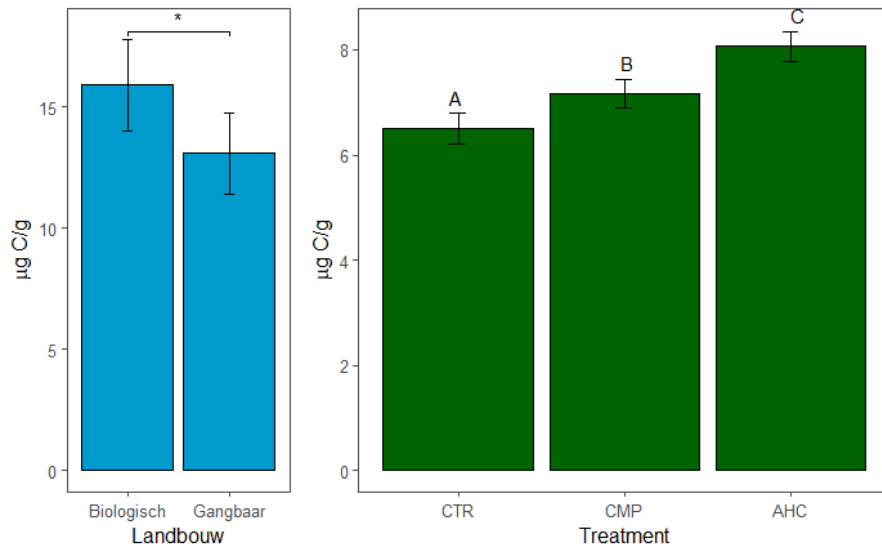 *
15
10
5
0
µg C/g
Biologisch Gangbaar
Landbouw
A
B
C
8
6
4
2
0
µg C/g
CTR CMP AHC
Treatment